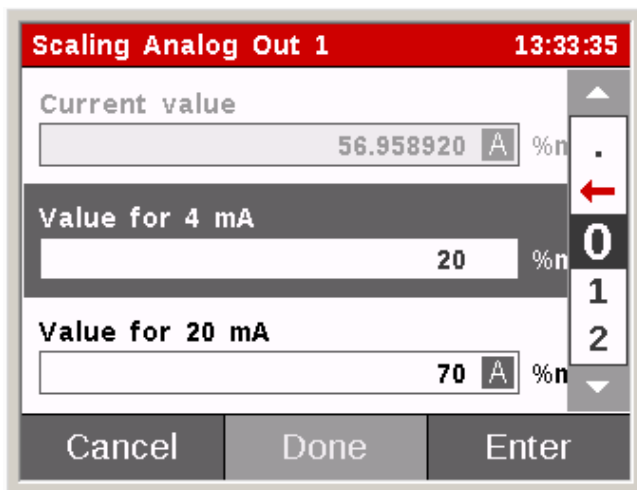 Scaling Analog Out 1 13:33:35
Current value
56.958920 A %
Value for 4 mA
20 %
Value for 20 mA
70 A %
.
←
0
1
2
Cancel Done Enter